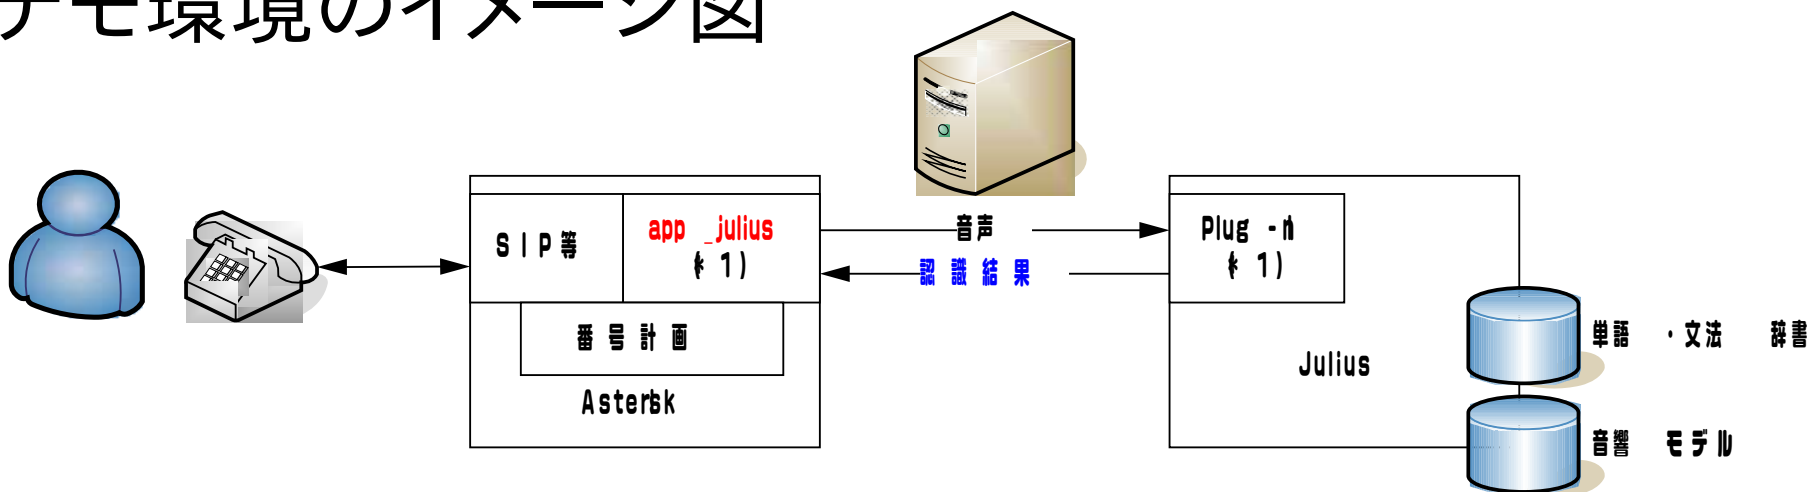 デモ環境のイメージ図
SIP等
app_julius
(*1)
番号計画
Asterisk
音声
認識結果
Plug-in
(*1)
Julius
単語・文法 辞書
音響モデル